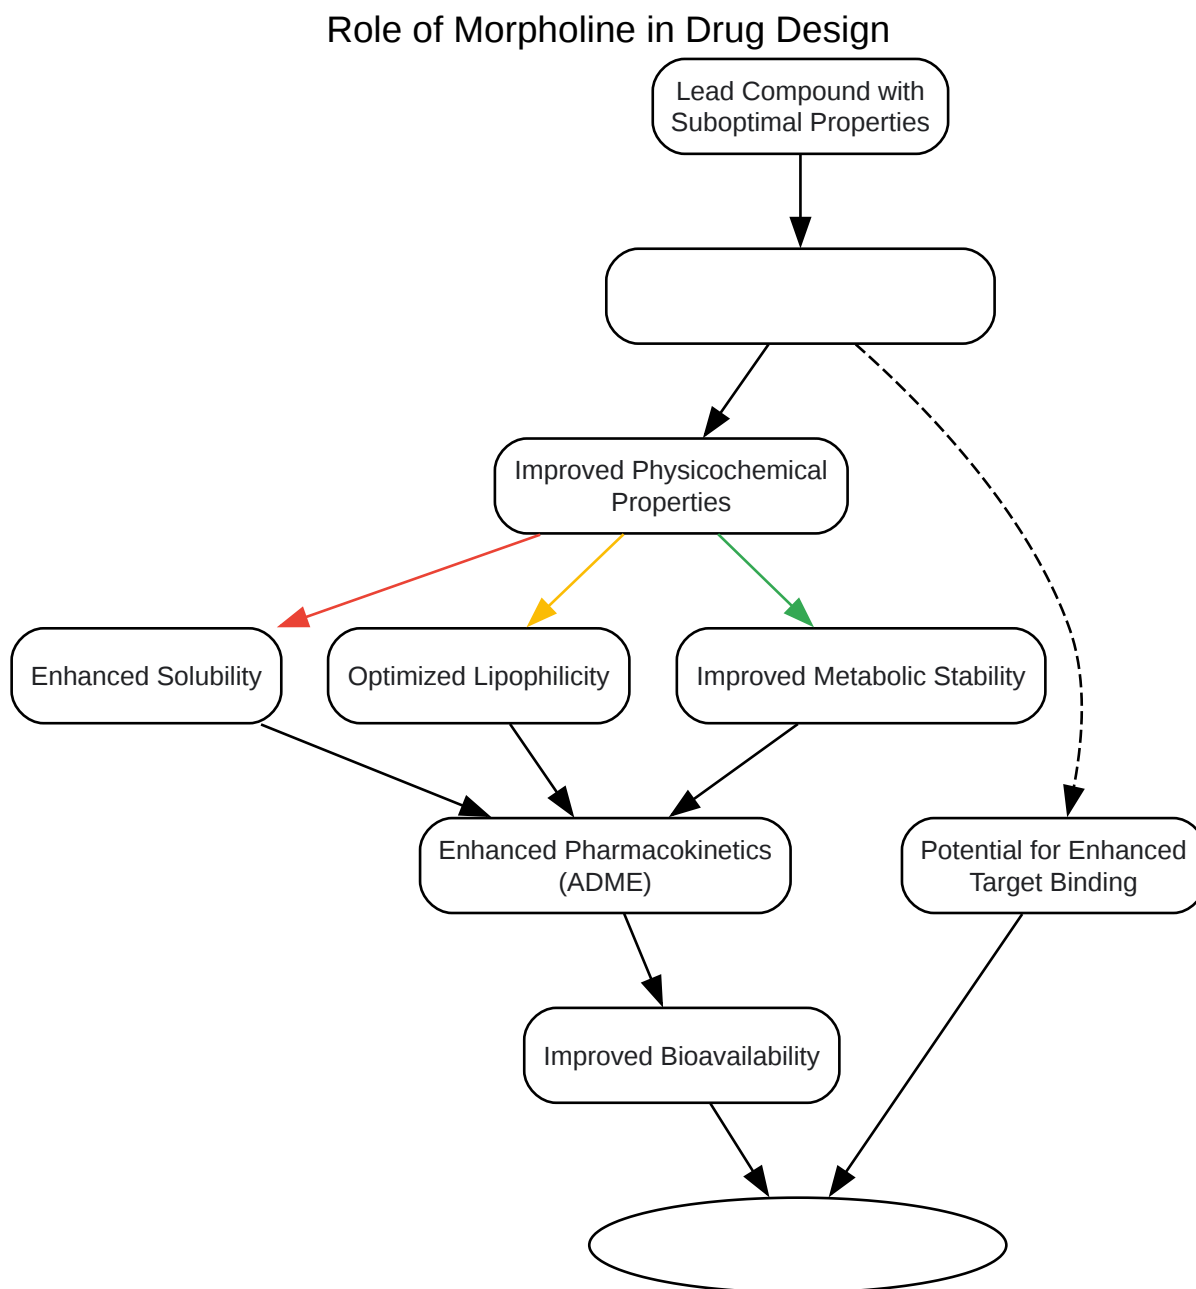 Role of Morpholine in Drug Design
Lead Compound with
Suboptimal Properties
Improved Physicochemical
Properties
Enhanced Solubility
Optimized Lipophilicity
Improved Metabolic Stability
Enhanced Pharmacokinetics
(ADME)
Potential for Enhanced
Target Binding
Improved Bioavailability